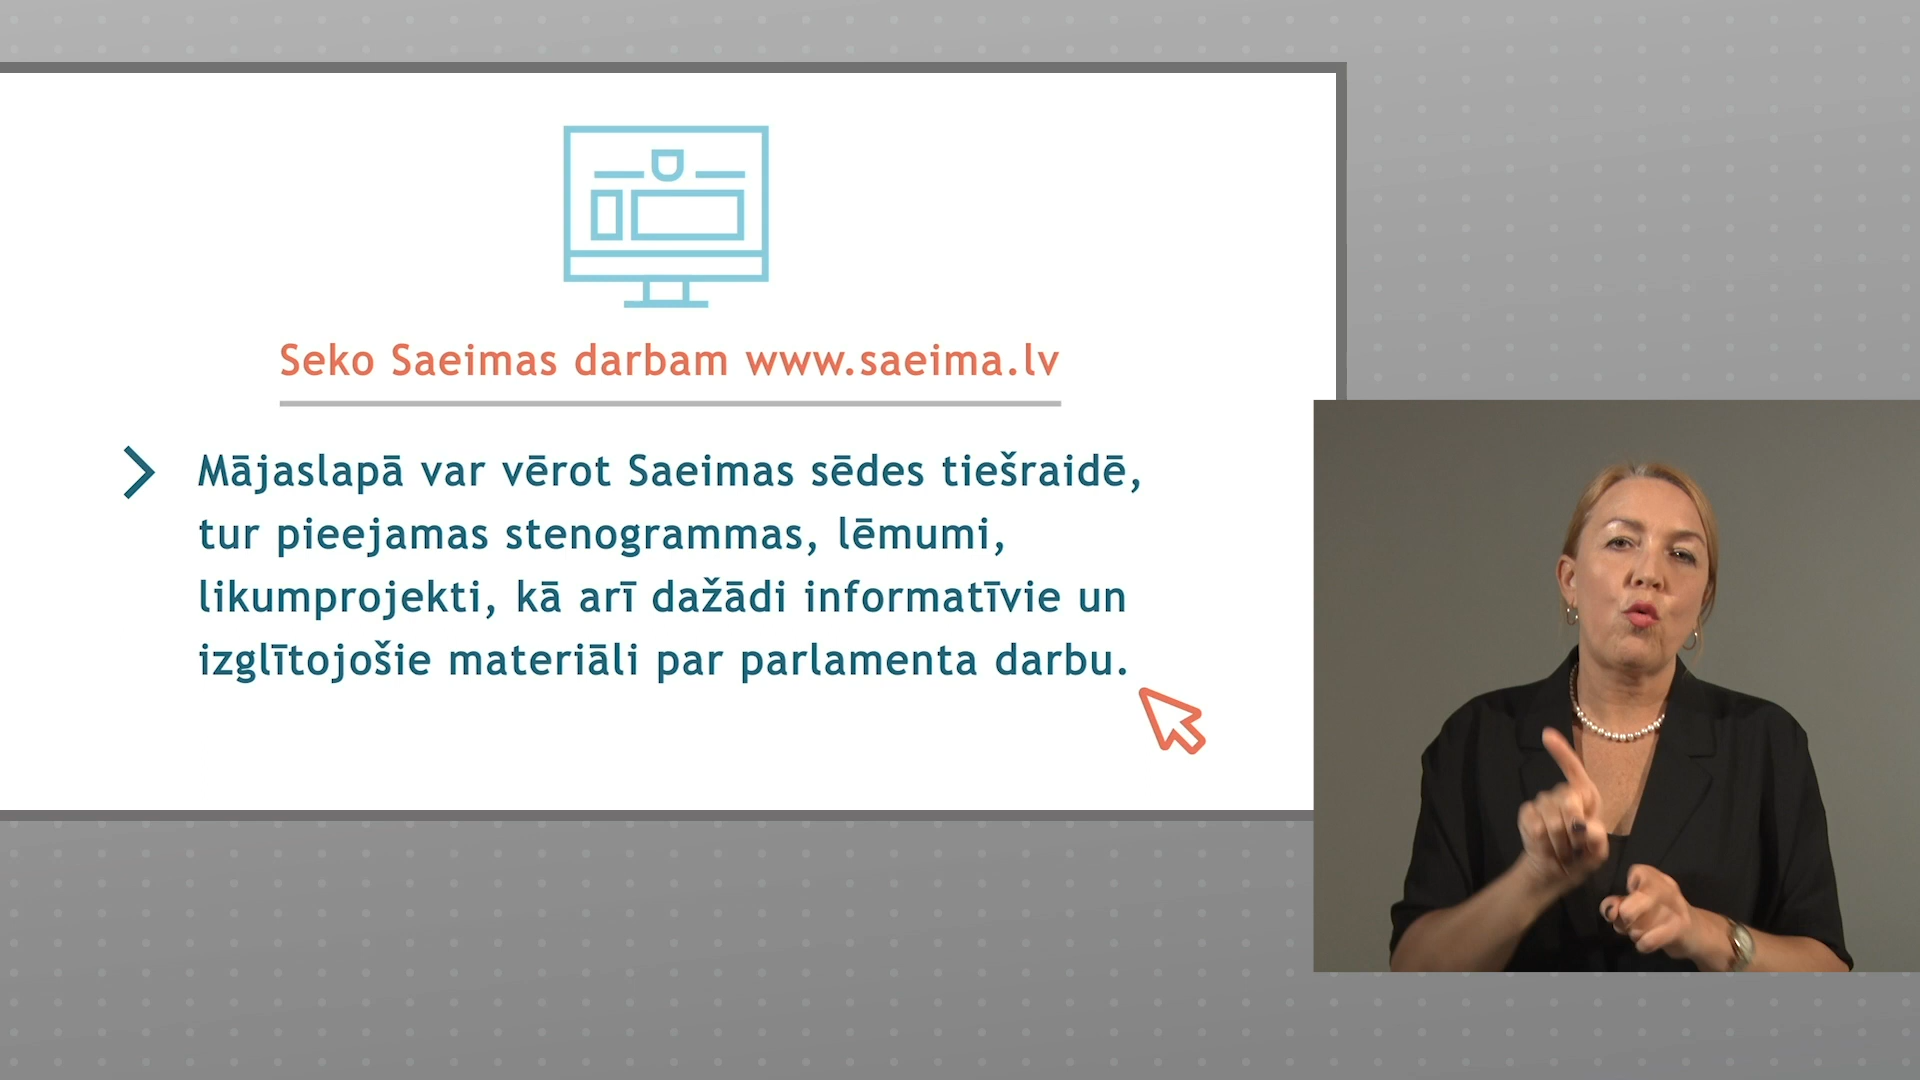 Seko Saeimas darbam www.saeima.lv
Mājaslapā var vērot Saeimas sēdes tiešraidē,
tur pieejamas stenogrammas, lēmumi,
likumprojekti, kā arī dažādi informatīvie un
izglītojošie materiāli par parlamenta darbu.